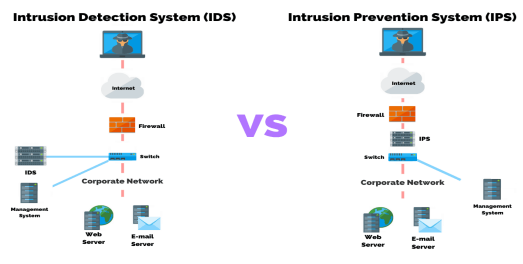 Intrusion Detection System (IDS)
Internet
Firewall
IDS
Switch
Management
System
Corporate Network
Web
Server
E-mail
Server
VS
Intrusion Prevention System (IPS)
Internet
Firewall
IPS
Switch
Corporate Network
Management
System
Web
Server
E-mail
Server